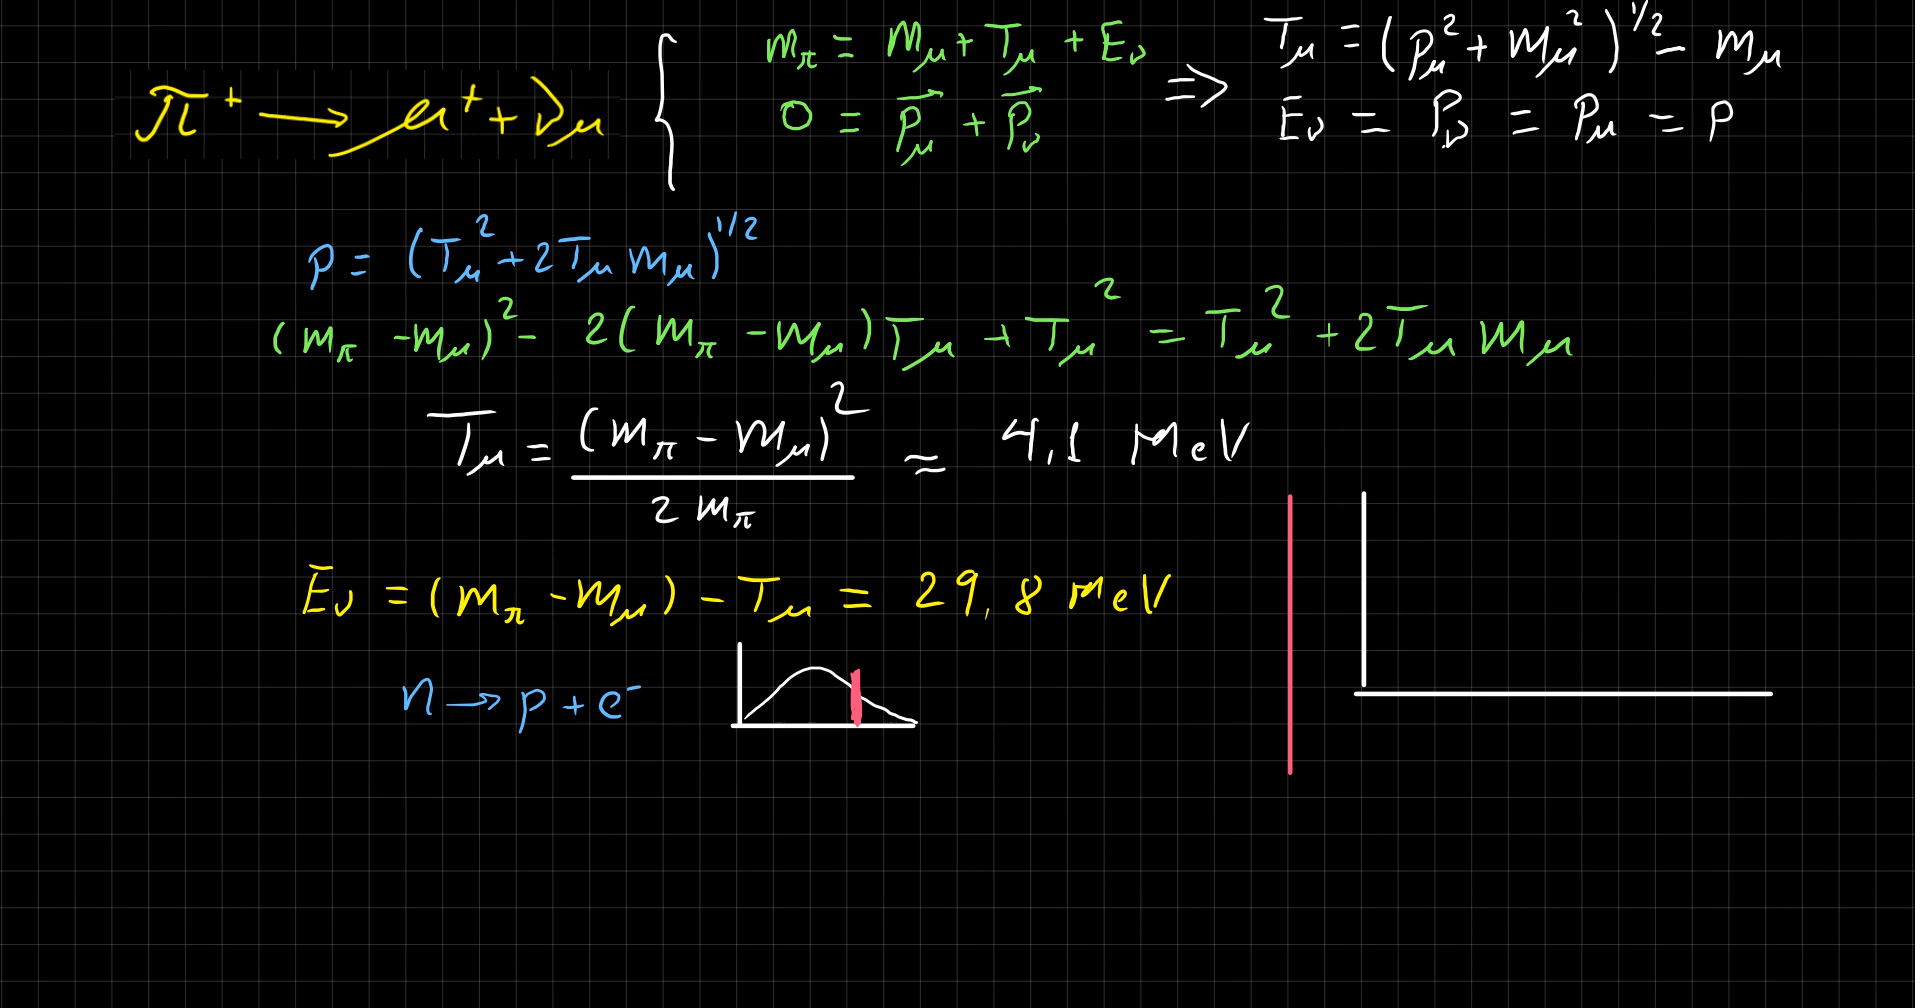 π⁺ → μ⁺ + ν_μ
m_π = m_μ + T_μ + E_ν
0 = p⃗_μ + p⃗_ν
⇒ T_μ = (p_μ² + m_μ²)^1/2 − m_μ
E_ν = P_ν = P_μ = P
p = (T_μ² + 2T_μ m_μ)^1/2
(m_π − m_μ)² − 2(m_π − m_μ)T_μ + T_μ² = T_μ² + 2T_μ m_μ
T_μ = (m_π − m_μ)² / 2m_π ≈ 4,1 MeV
E_ν = (m_π − m_μ) − T_μ = 29,8 MeV
n → p + e⁻